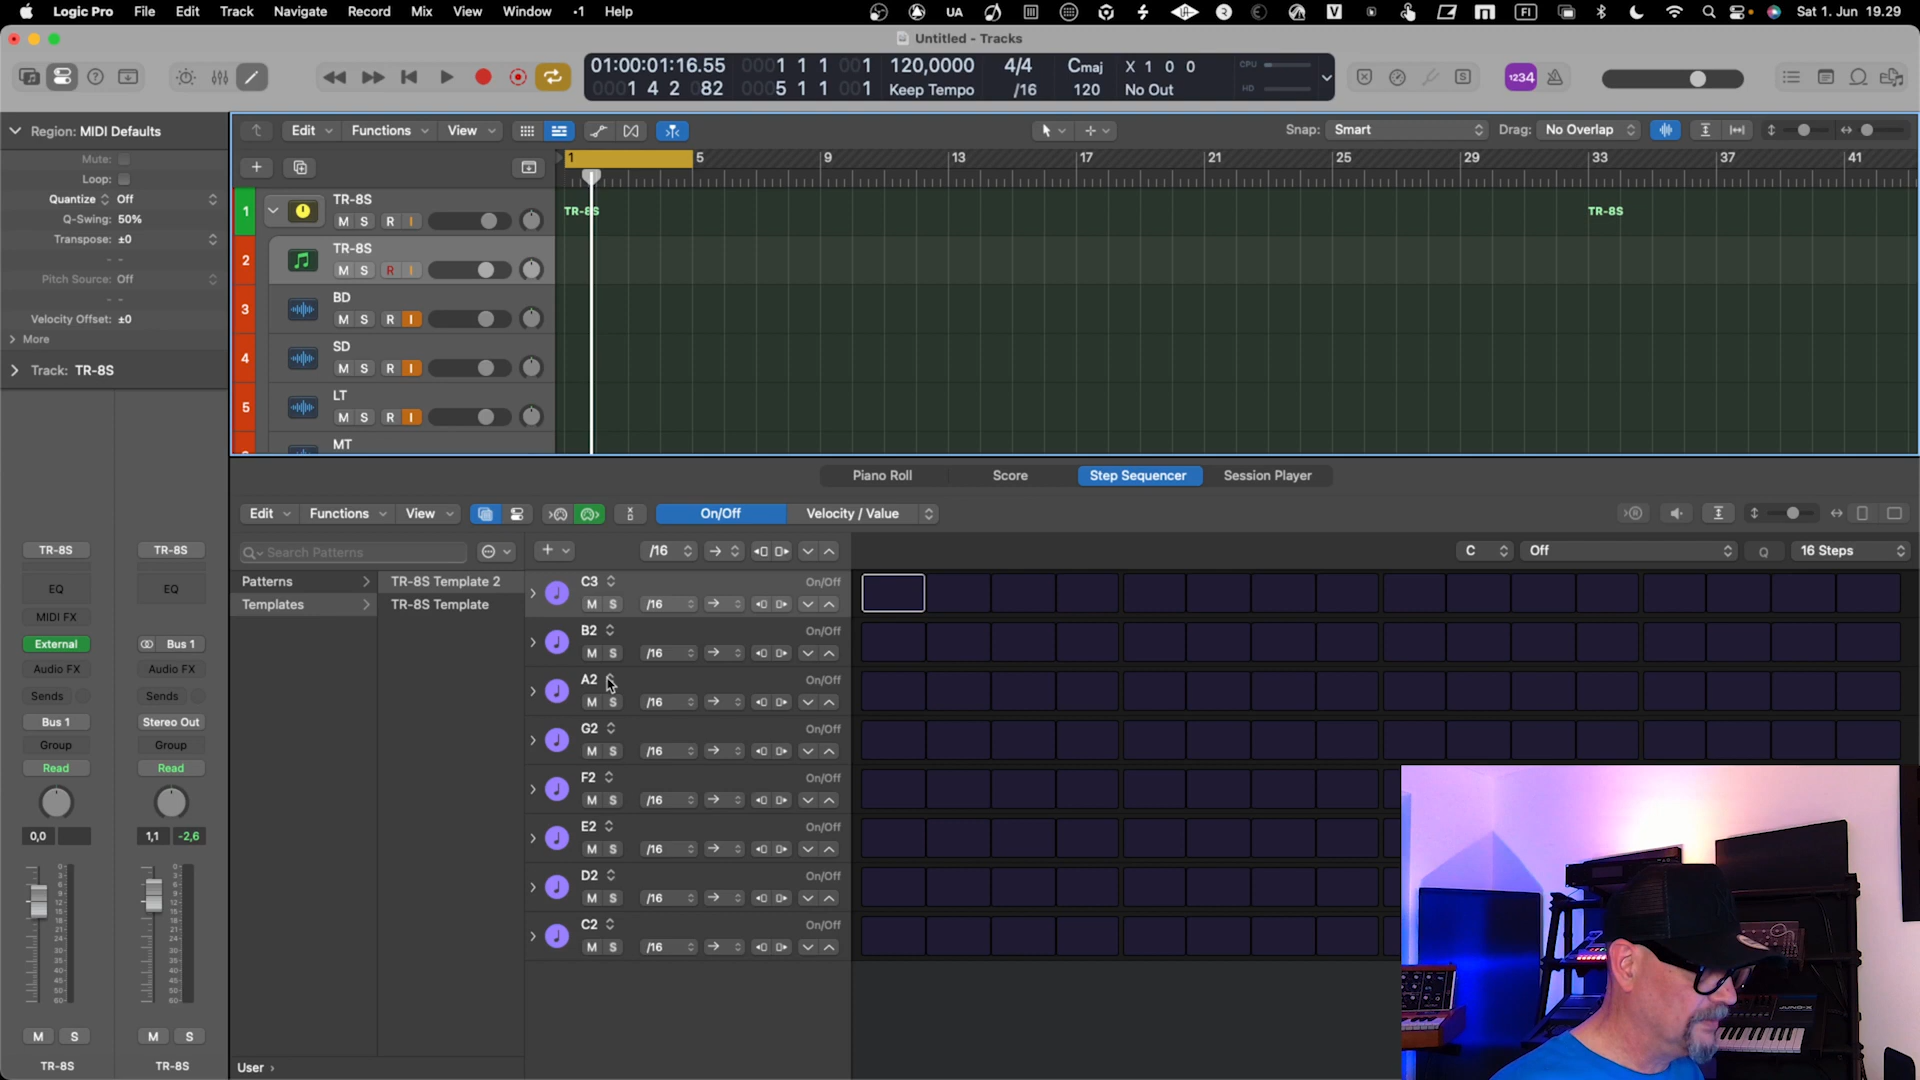 Logic Pro File Edit Track Navigate Record Mix View Window 1 Help
UA V FI Sat 1. Jun 19.29
Untitled - Tracks
01:00:01:16.55 0001 1 1 001 120,0000 4/4 Cmaj X 1 0 0 CPU
0001 4 2 082 0005 1 1 001 Keep Tempo /16 120 No Out HD
1234
Region: MIDI Defaults
Mute:
Loop:
Quantize Off
Q-Swing: 50%
Transpose: ±0
Pitch Source: Off
Velocity Offset: ±0
More
Track: TR-8S
Edit Functions View Snap: Smart Drag: No Overlap
1 5 9 13 17 21 25 29 33 37 41
1 TR-8S M S R I
TR-8S TR-8S
2 TR-8S M S R I
3 BD M S R I
4 SD M S R I
5 LT M S R I
MT
Piano Roll Score Step Sequencer Session Player
Edit Functions View On/Off Velocity / Value
Search Patterns /16 C Off Q 16 Steps
Patterns TR-8S Template 2
Templates TR-8S Template
C3 On/Off
M S /16
B2 On/Off
M S /16
A2 On/Off
M S /16
G2 On/Off
M S /16
F2 On/Off
M S /16
E2 On/Off
M S /16
D2 On/Off
M S /16
C2 On/Off
M S /16
User
TR-8S TR-8S
EQ EQ
MIDI FX
External Bus 1
Audio FX Audio FX
Sends Sends
Bus 1 Stereo Out
Group Group
Read Read
0,0 1,1 -2,6
M S M S
TR-8S TR-8S
JUNO-X